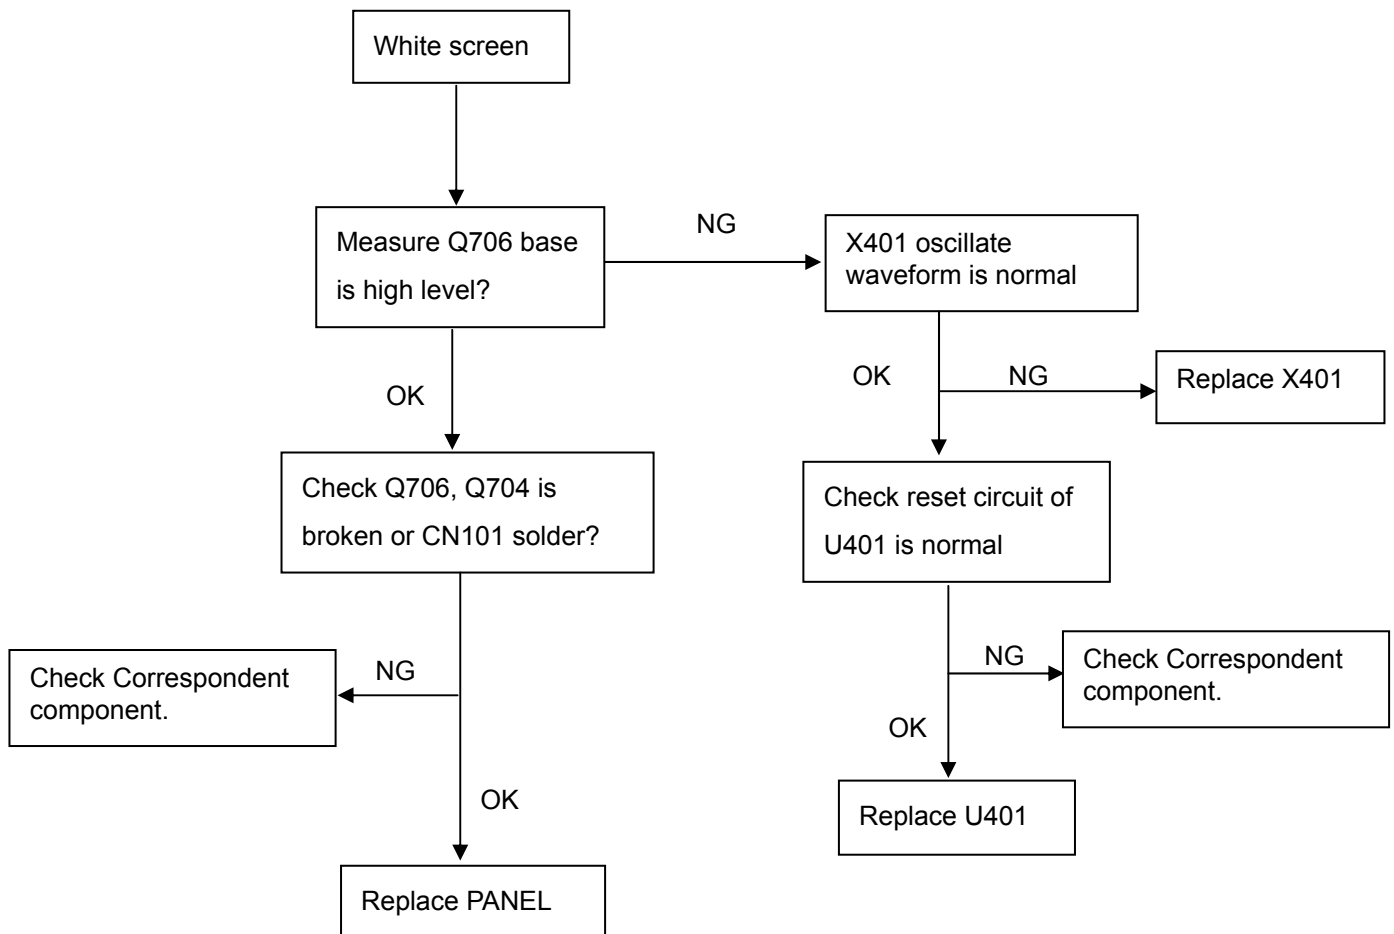 White screen
Measure Q706 base
is high level?
NG
X401 oscillate
waveform is normal
OK
OK
NG
Replace X401
Check Q706, Q704 is
broken or CN101 solder?
Check reset circuit of
U401 is normal
Check Correspondent
component.
NG
NG
Check Correspondent
component.
OK
OK
Replace U401
Replace PANEL